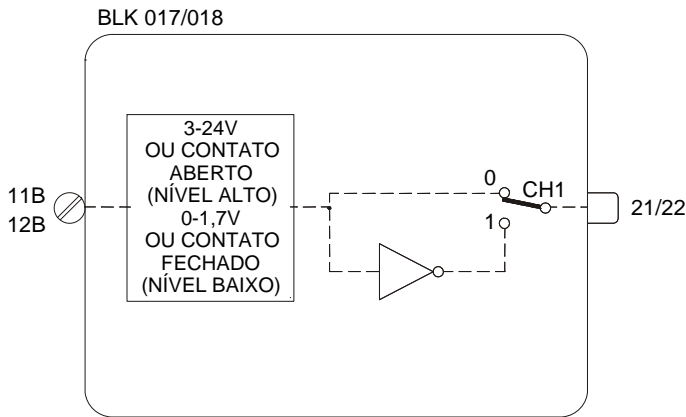 BLK 017/018
3-24V
OU CONTATO
ABERTO
(NÍVEL ALTO)
0-1,7V
OU CONTATO
FECHADO
(NÍVEL BAIXO)
11B
12B
0
CH1
1
21/22